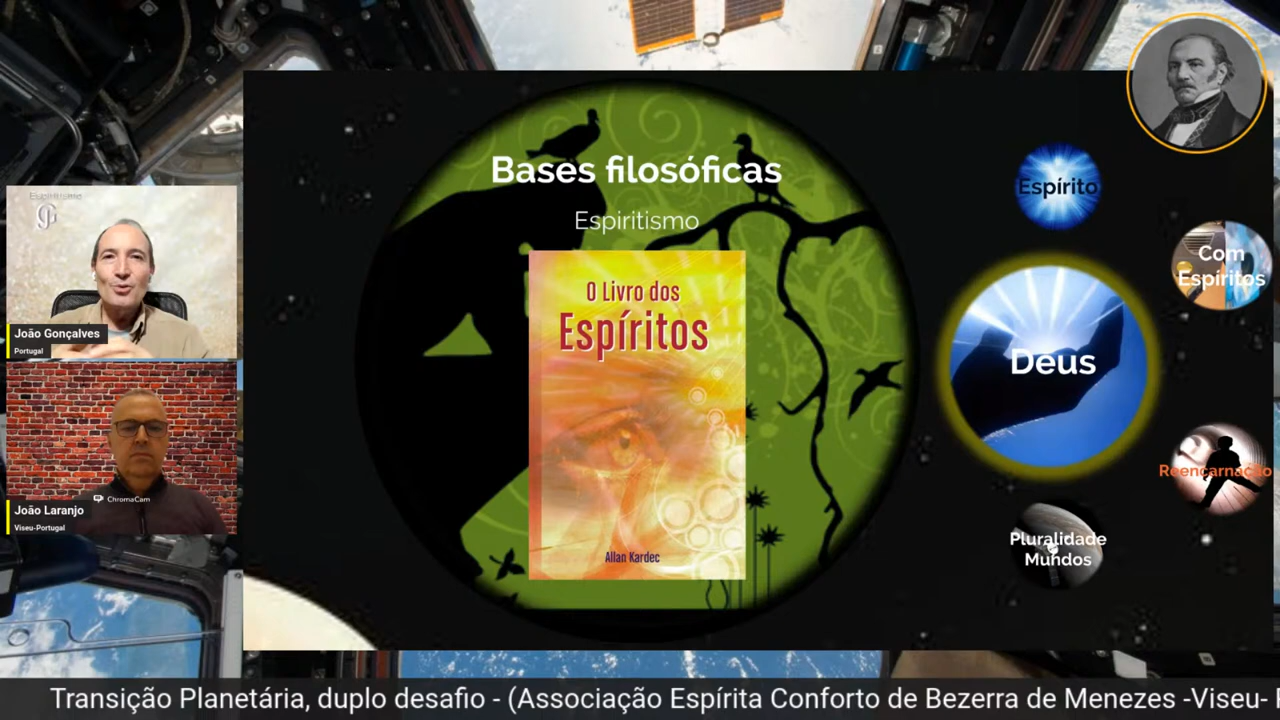 Bases filosóficas
Espiritismo
O Livro dos
Espíritos
Allan Kardec
Espírito
Com
Espíritos
Deus
Reencarnação
Pluralidade
Mundos
Espiritismo
João Gonçalves
Portugal
ChromaCam
João Laranjo
Viseu-Portugal
Transição Planetária, duplo desafio - (Associação Espírita Conforto de Bezerra de Menezes -Viseu-